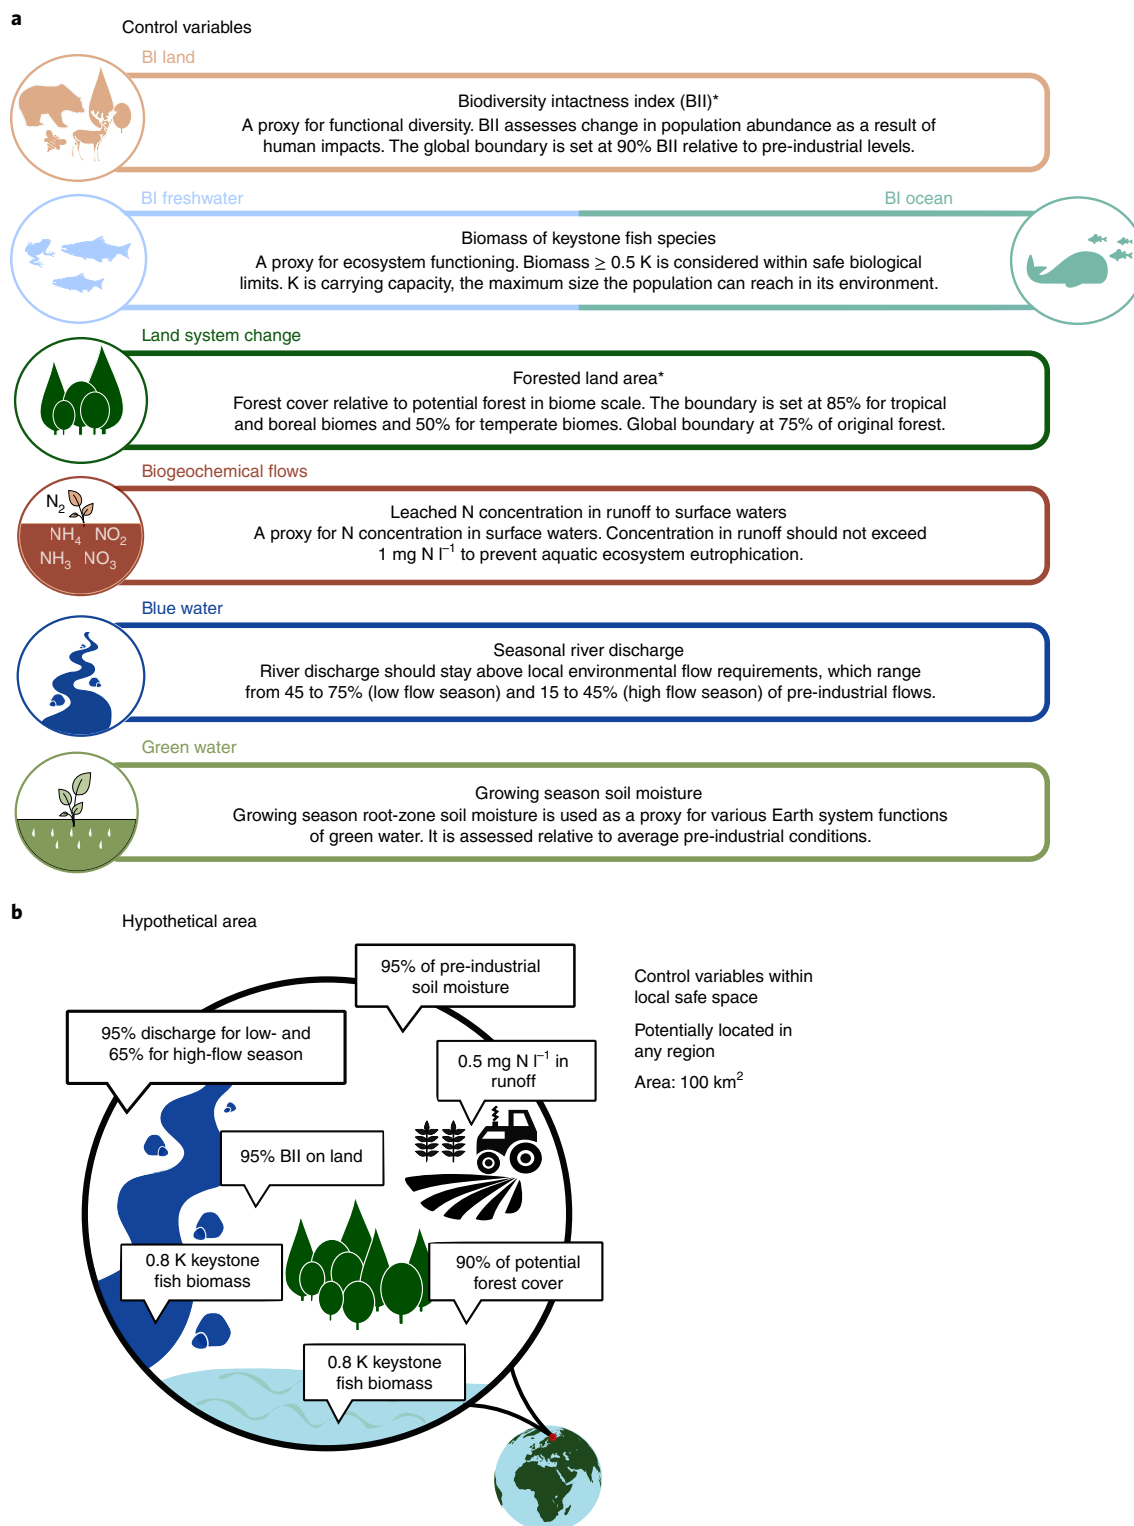 a
Control variables
BI land
Biodiversity intactness index (BII)*
A proxy for functional diversity. BII assesses change in population abundance as a result of
human impacts. The global boundary is set at 90% BII relative to pre-industrial levels.
BI freshwater
BI ocean
Biomass of keystone fish species
A proxy for ecosystem functioning. Biomass ≥ 0.5 K is considered within safe biological
limits. K is carrying capacity, the maximum size the population can reach in its environment.
Land system change
Forested land area*
Forest cover relative to potential forest in biome scale. The boundary is set at 85% for tropical
and boreal biomes and 50% for temperate biomes. Global boundary at 75% of original forest.
Biogeochemical flows
N₂
NH₄ NO₂
NH₃ NO₃
Leached N concentration in runoff to surface waters
A proxy for N concentration in surface waters. Concentration in runoff should not exceed
1 mg N l⁻¹ to prevent aquatic ecosystem eutrophication.
Blue water
Seasonal river discharge
River discharge should stay above local environmental flow requirements, which range
from 45 to 75% (low flow season) and 15 to 45% (high flow season) of pre-industrial flows.
Green water
Growing season soil moisture
Growing season root-zone soil moisture is used as a proxy for various Earth system functions
of green water. It is assessed relative to average pre-industrial conditions.
b
Hypothetical area
95% of pre-industrial
soil moisture
Control variables within
local safe space
Potentially located in
any region
Area: 100 km²
95% discharge for low- and
65% for high-flow season
0.5 mg N l⁻¹ in
runoff
95% BII on land
0.8 K keystone
fish biomass
90% of potential
forest cover
0.8 K keystone
fish biomass